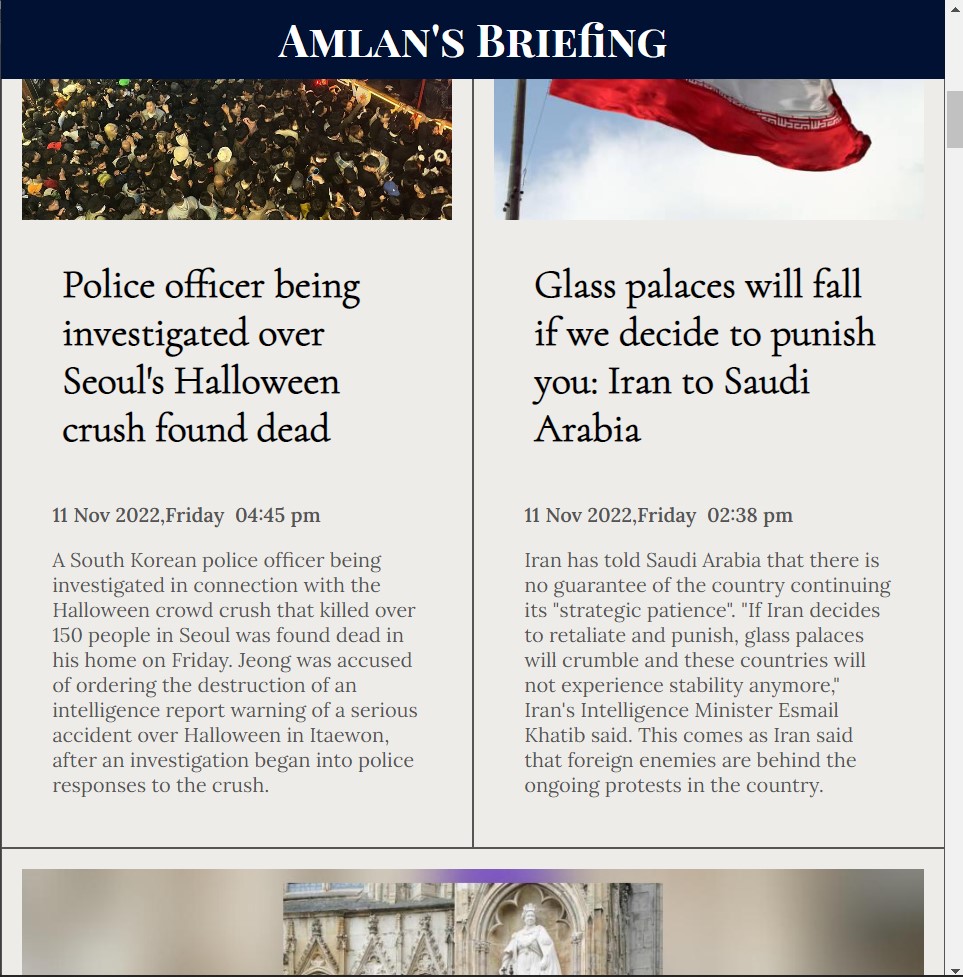 AMLAN'S BRIEfiNG
Police officer being
investigated over
Seoul's Halloween
crush found dead
11 Nov 2022,Friday 04:45 pm
A South Korean police officer being
investigated in connection with the
Halloween crowd crush that killed over
150 people in Seoul was found dead in
his home on Friday. Jeong was accused
of ordering the destruction of an
intelligence report warning of a serious
accident over Halloween in Itaewon,
after an investigation began into police
responses to the crush.
Glass palaces will fall
if we decide to punish
you: Iran to Saudi
Arabia
11 Nov 2022,Friday 02:38 pm
Iran has told Saudi Arabia that there is
no guarantee of the country continuing
its "strategic patience". "If Iran decides
to retaliate and punish, glass palaces
will crumble and these countries will
not experience stability anymore,"
Iran's Intelligence Minister Esmail
Khatib said. This comes as Iran said
that foreign enemies are behind the
ongoing protests in the country.